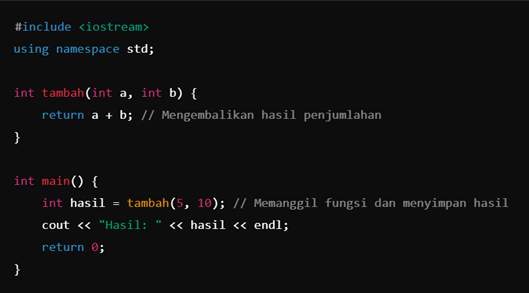 #include <iostream>
using namespace std;
int tambah(int a, int b) {
return a + b; // Mengembalikan hasil penjumlahan
}
int main() {
int hasil = tambah(5, 10); // Memanggil fungsi dan menyimpan hasil
cout << "Hasil: " << hasil << endl;
return 0;
}